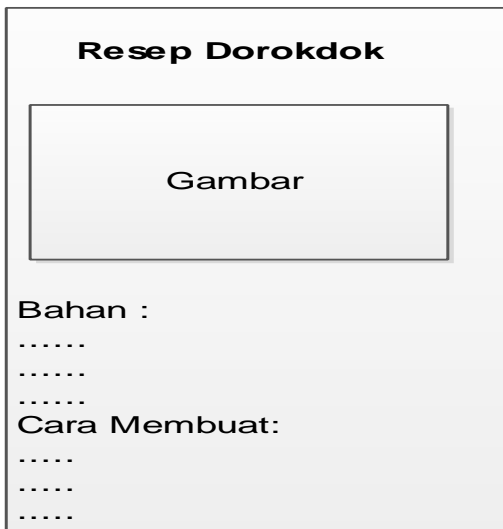 Resep Dorokdok
Gambar
Bahan :
......
......
......
Cara Membuat:
.....
.....
.....